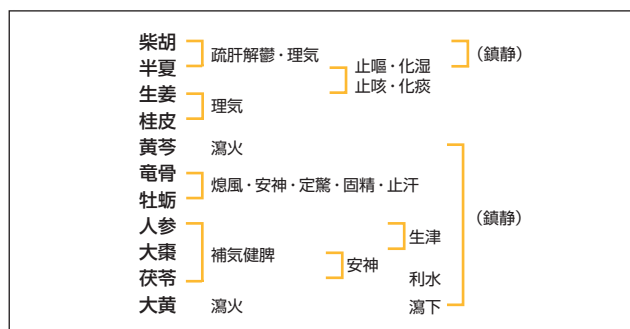 柴胡
疏肝解鬱・理気
(鎮静)
半夏
止嘔・化湿
止咳・化痰
生姜
理気
桂皮
黄芩 瀉火
竜骨
熄風・安神・定驚・固精・止汗
牡蛎
(鎮静)
人参
生津
大棗
補気健脾
安神
茯苓
利水
大黄 瀉火 瀉下